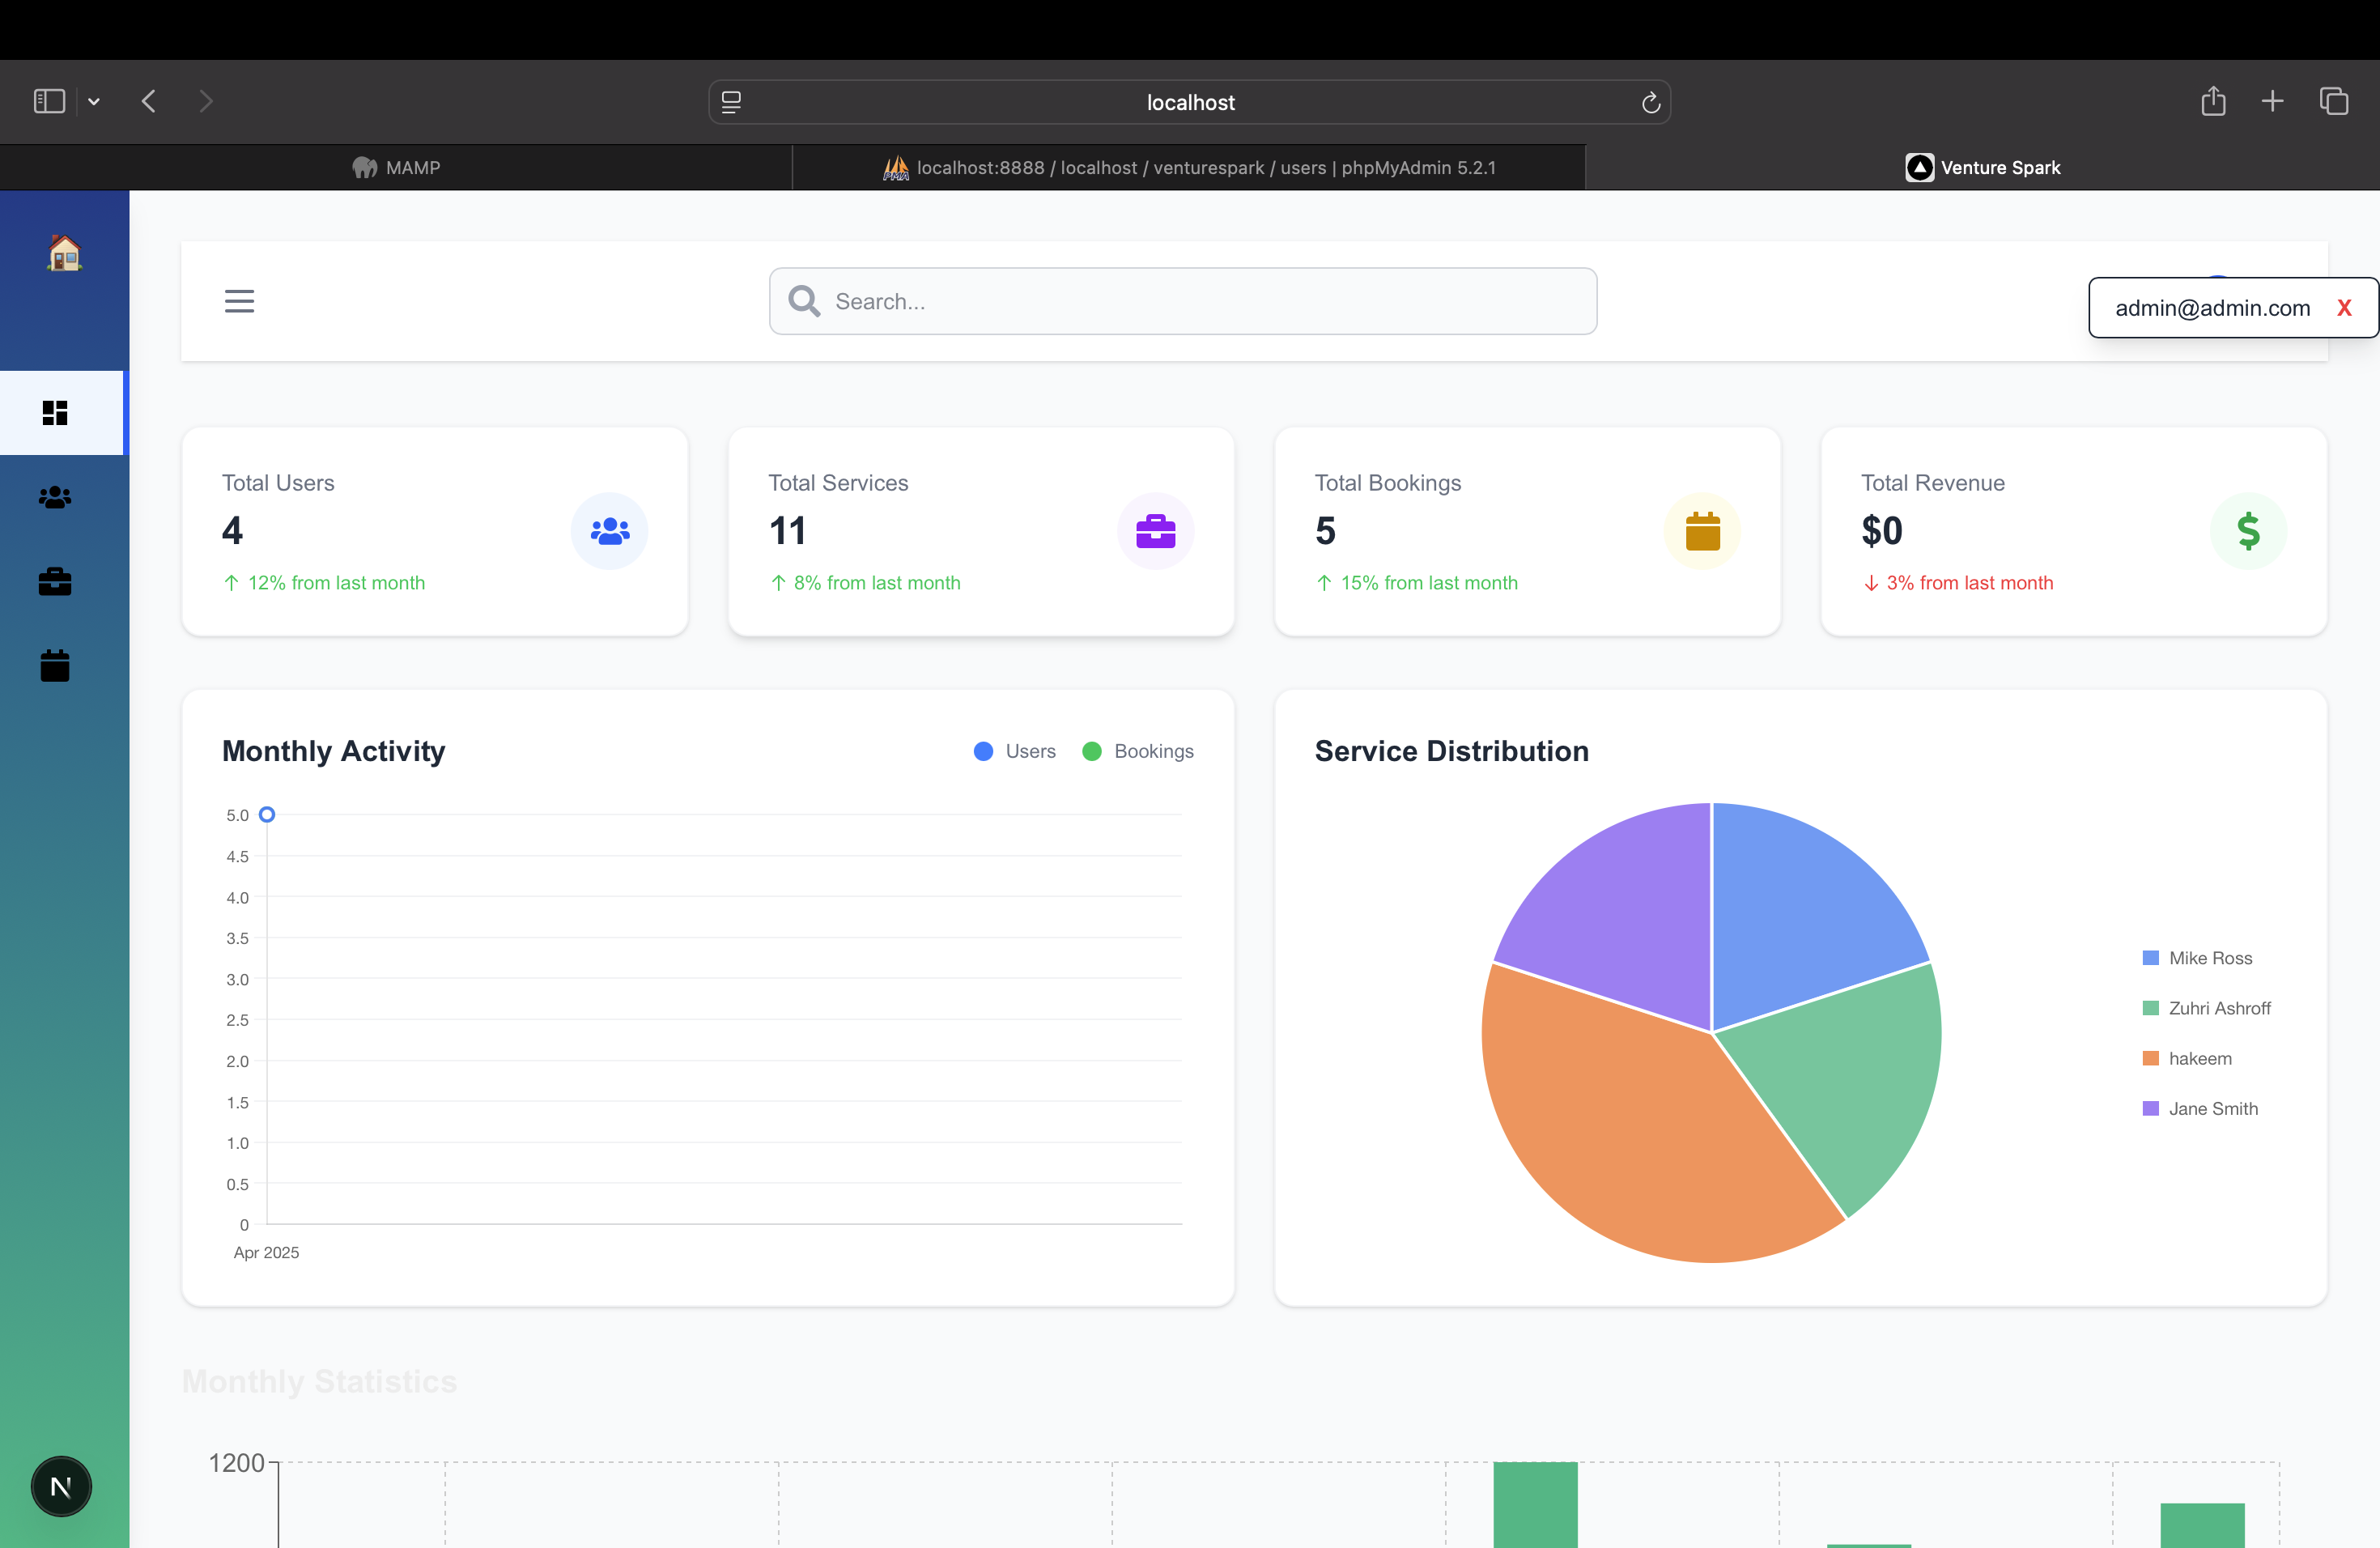 localhost
MAMP
localhost:8888 / localhost / venturespark / users | phpMyAdmin 5.2.1
Venture Spark
Search...
admin@admin.com X
Total Users
4
↑ 12% from last month
Total Services
11
↑ 8% from last month
Total Bookings
5
↑ 15% from last month
Total Revenue
$0
↓ 3% from last month
$
Monthly Activity
Users
Bookings
5.0
4.5
4.0
3.5
3.0
2.5
2.0
1.5
1.0
0.5
0
Apr 2025
Service Distribution
Mike Ross
Zuhri Ashroff
hakeem
Jane Smith
Monthly Statistics
1200
N